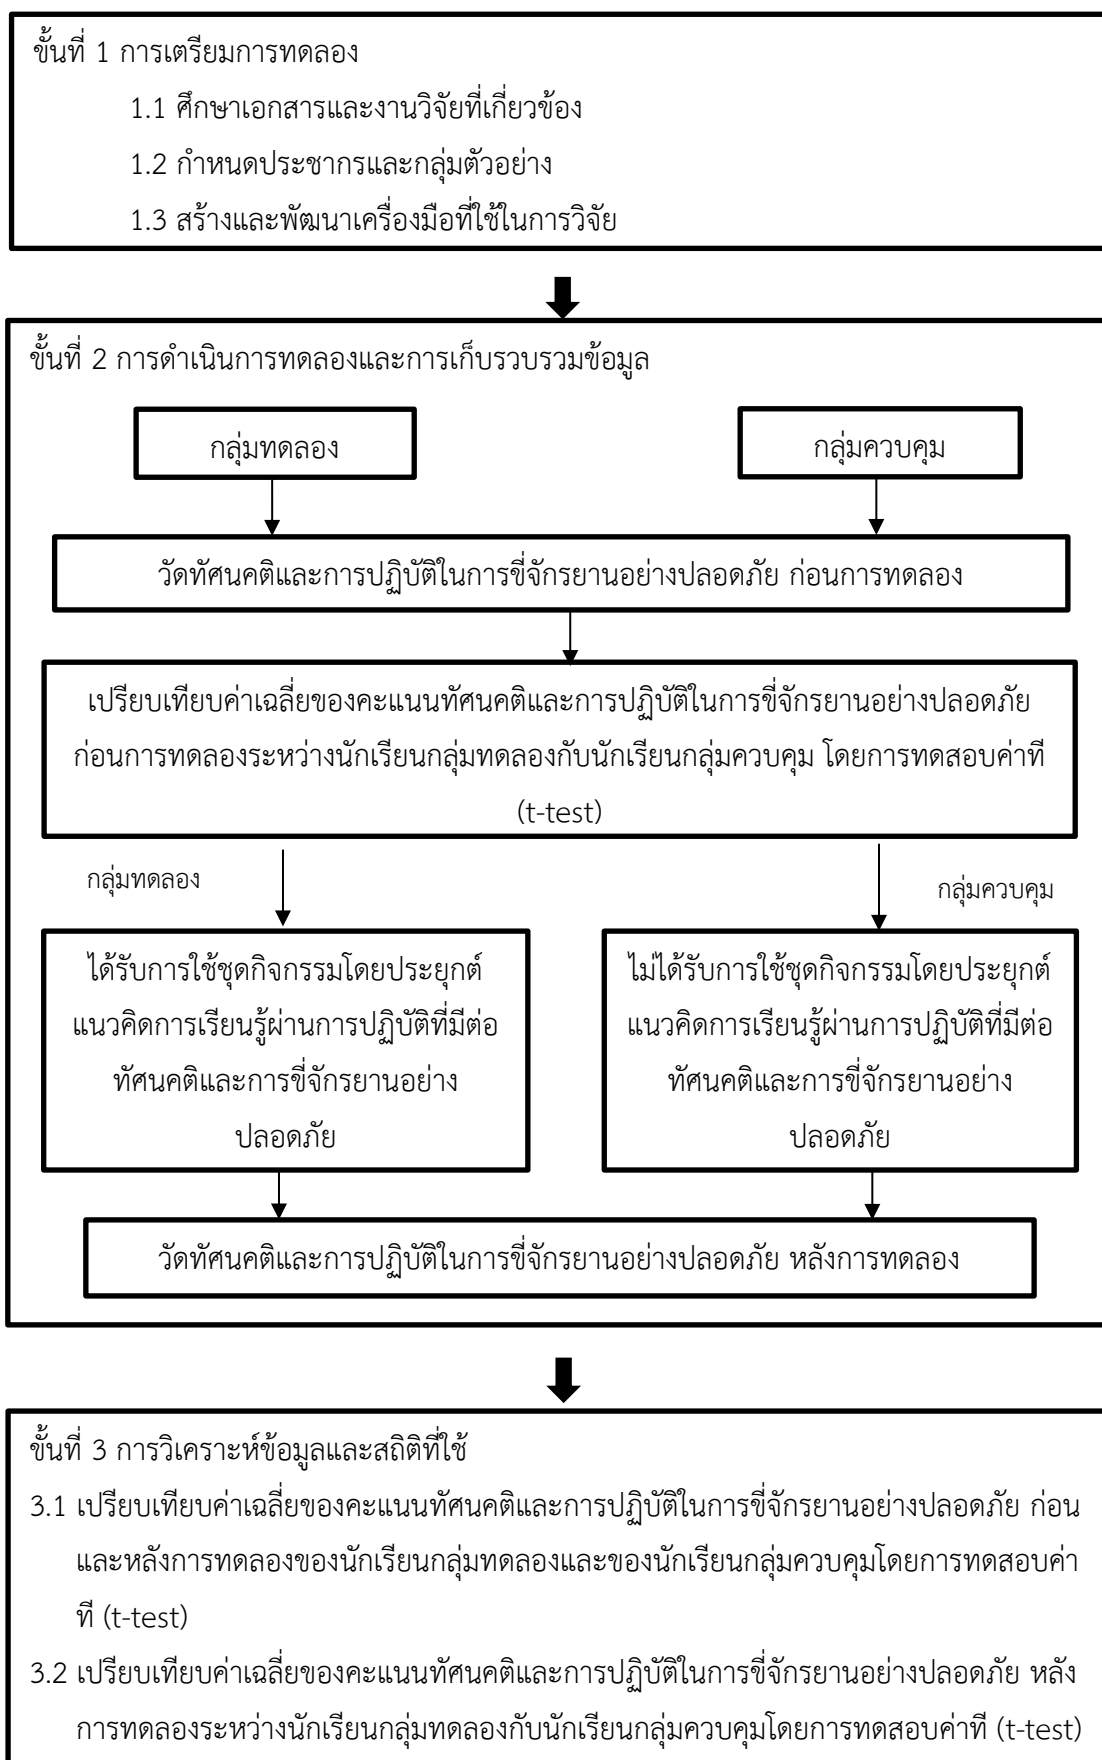 ขั้นที่ 1 การเตรียมการทดลอง
1.1 ศึกษาเอกสารและงานวิจัยที่เกี่ยวข้อง
1.2 กำหนดประชากรและกลุ่มตัวอย่าง
1.3 สร้างและพัฒนาเครื่องมือที่ใช้ในการวิจัย
ขั้นที่ 2 การดำเนินการทดลองและการเก็บรวบรวมข้อมูล
กลุ่มทดลอง
กลุ่มควบคุม
วัดทัศนคติและการปฏิบัติในการขี่จักรยานอย่างปลอดภัย ก่อนการทดลอง
เปรียบเทียบค่าเฉลี่ยของคะแนนทัศนคติและการปฏิบัติในการขี่จักรยานอย่างปลอดภัย
ก่อนการทดลองระหว่างนักเรียนกลุ่มทดลองกับนักเรียนกลุ่มควบคุม โดยการทดสอบค่าที
(t-test)
กลุ่มทดลอง
กลุ่มควบคุม
ได้รับการใช้ชุดกิจกรรมโดยประยุกต์
แนวคิดการเรียนรู้ผ่านการปฏิบัติที่มีต่อ
ทัศนคติและการขี่จักรยานอย่าง
ปลอดภัย
ไม่ได้รับการใช้ชุดกิจกรรมโดยประยุกต์
แนวคิดการเรียนรู้ผ่านการปฏิบัติที่มีต่อ
ทัศนคติและการขี่จักรยานอย่าง
ปลอดภัย
วัดทัศนคติและการปฏิบัติในการขี่จักรยานอย่างปลอดภัย หลังการทดลอง
ขั้นที่ 3 การวิเคราะห์ข้อมูลและสถิติที่ใช้
3.1 เปรียบเทียบค่าเฉลี่ยของคะแนนทัศนคติและการปฏิบัติในการขี่จักรยานอย่างปลอดภัย ก่อน
และหลังการทดลองของนักเรียนกลุ่มทดลองและของนักเรียนกลุ่มควบคุมโดยการทดสอบค่า
ที (t-test)
3.2 เปรียบเทียบค่าเฉลี่ยของคะแนนทัศนคติและการปฏิบัติในการขี่จักรยานอย่างปลอดภัย หลัง
การทดลองระหว่างนักเรียนกลุ่มทดลองกับนักเรียนกลุ่มควบคุมโดยการทดสอบค่าที (t-test)